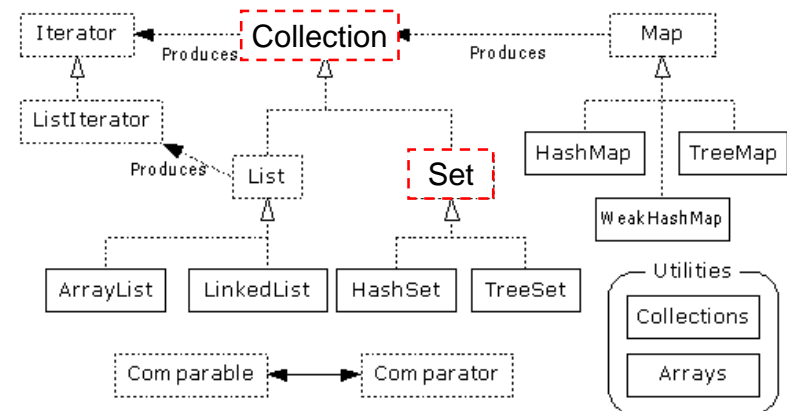 Iterator
Produces
Collection
Produces
Map
ListIterator
Produces
List
Set
HashMap
TreeMap
WeakHashMap
ArrayList
LinkedList
HashSet
TreeSet
Utilities
Collections
Arrays
Comparable
Comparator